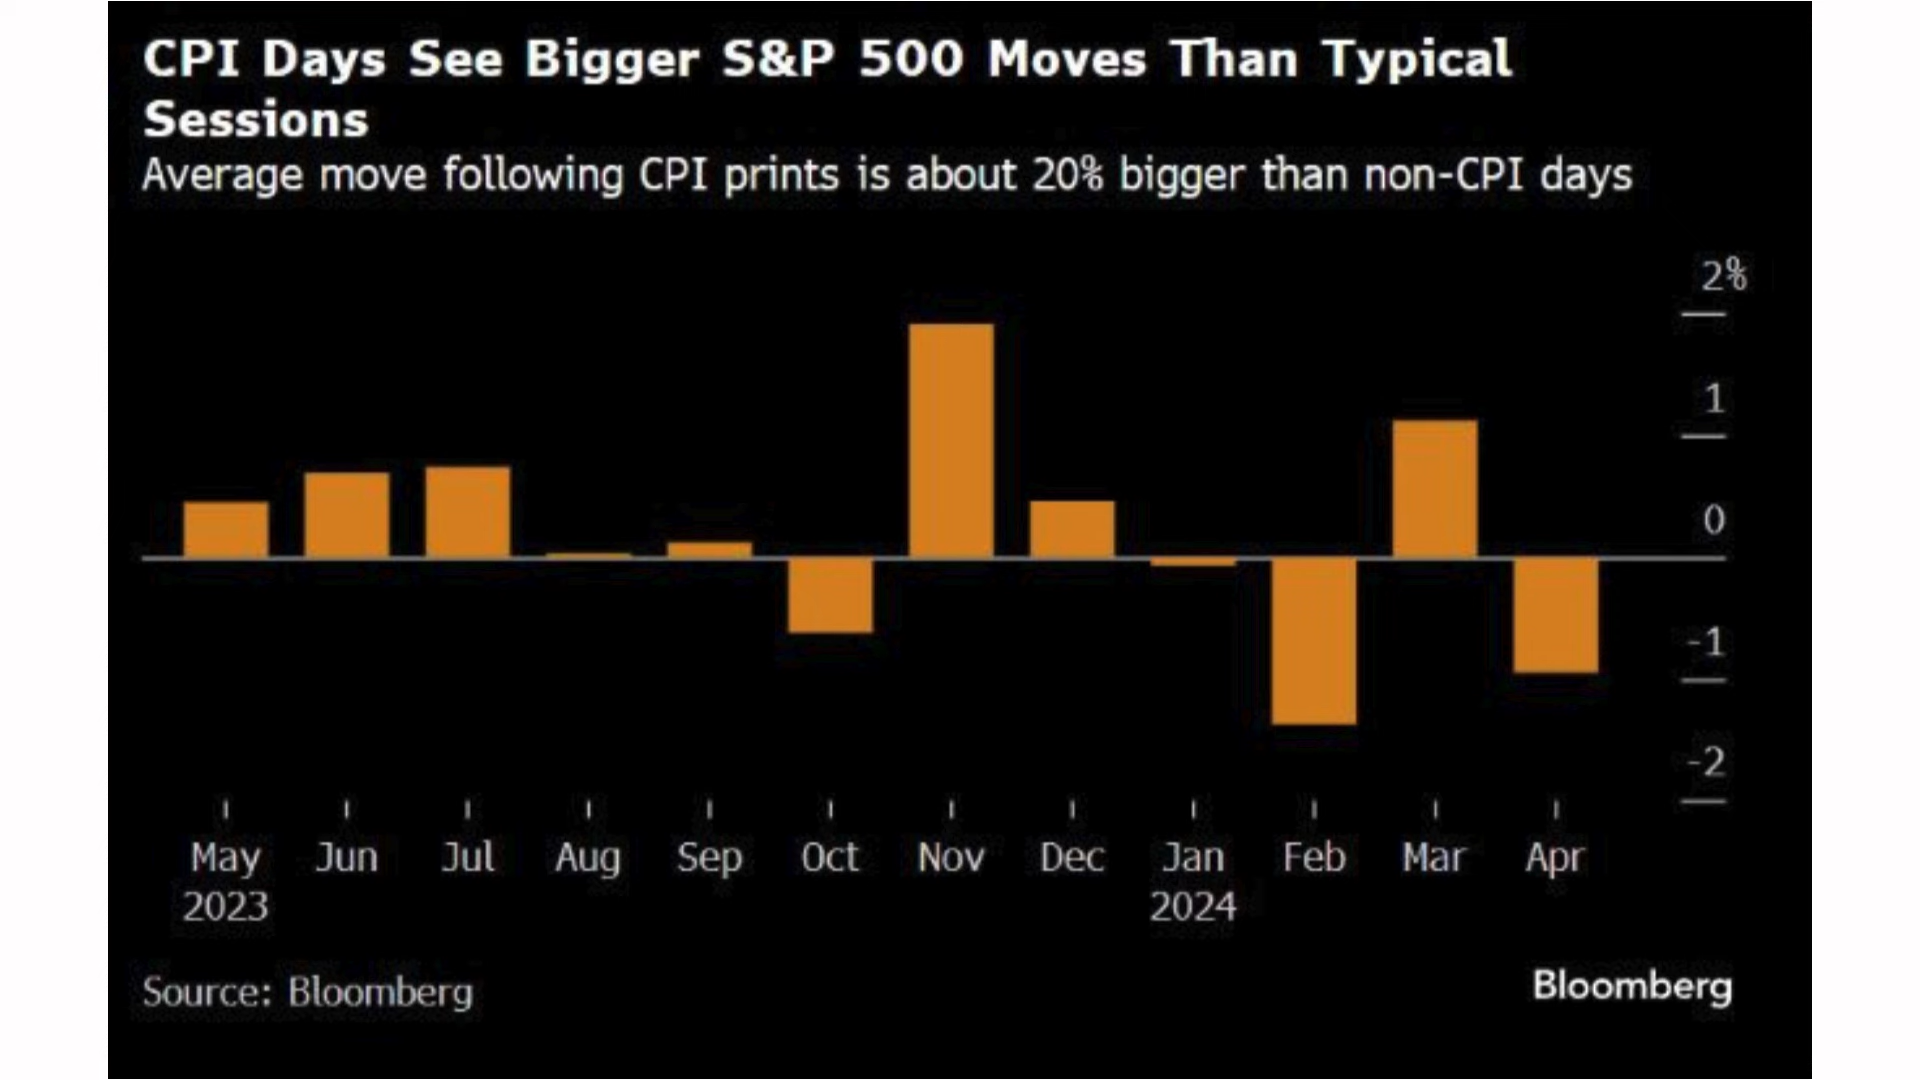 CPI Days See Bigger S&P 500 Moves Than Typical
Sessions
Average move following CPI prints is about 20% bigger than non-CPI days
2%
1
0
-1
-2
May Jun Jul Aug Sep Oct Nov Dec Jan Feb Mar Apr
2023 2024
Source: Bloomberg
Bloomberg